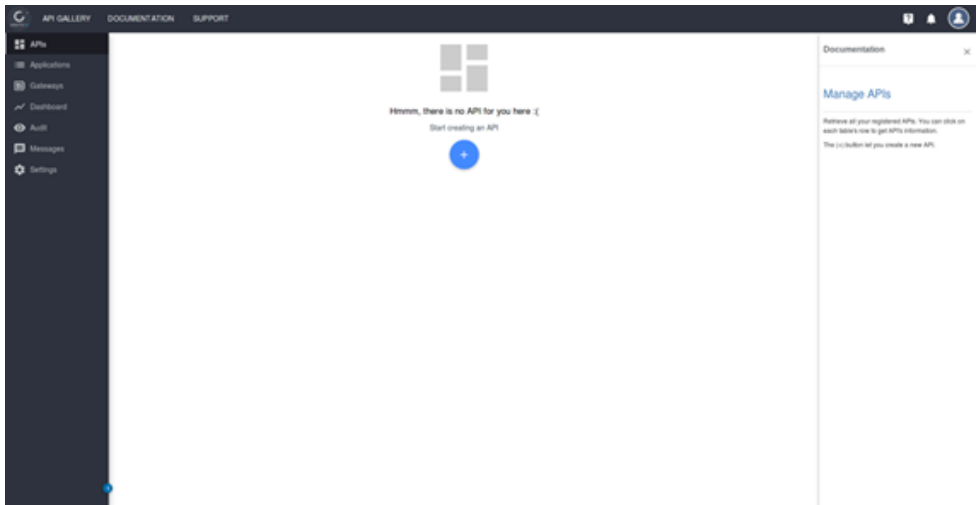 API GALLERY DOCUMENTATION SUPPORT
APIs
Applications
Gateways
Dashboard
Audit
Messages
Settings
Hmmm, there is no API for you here :(
Start creating an API
+
Documentation
Manage APIs
Retrieve all your registered APIs. You can click on
each table's row to get API's information.
The (+) button let you create a new API.